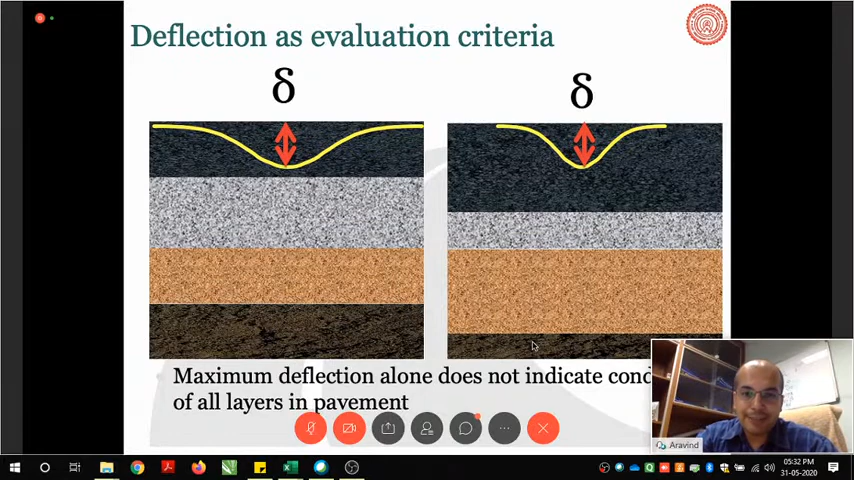 Deflection as evaluation criteria
δ
δ
Maximum deflection alone does not indicate
of all layers in pavement
Aravind
05:32 PM
31-05-2020